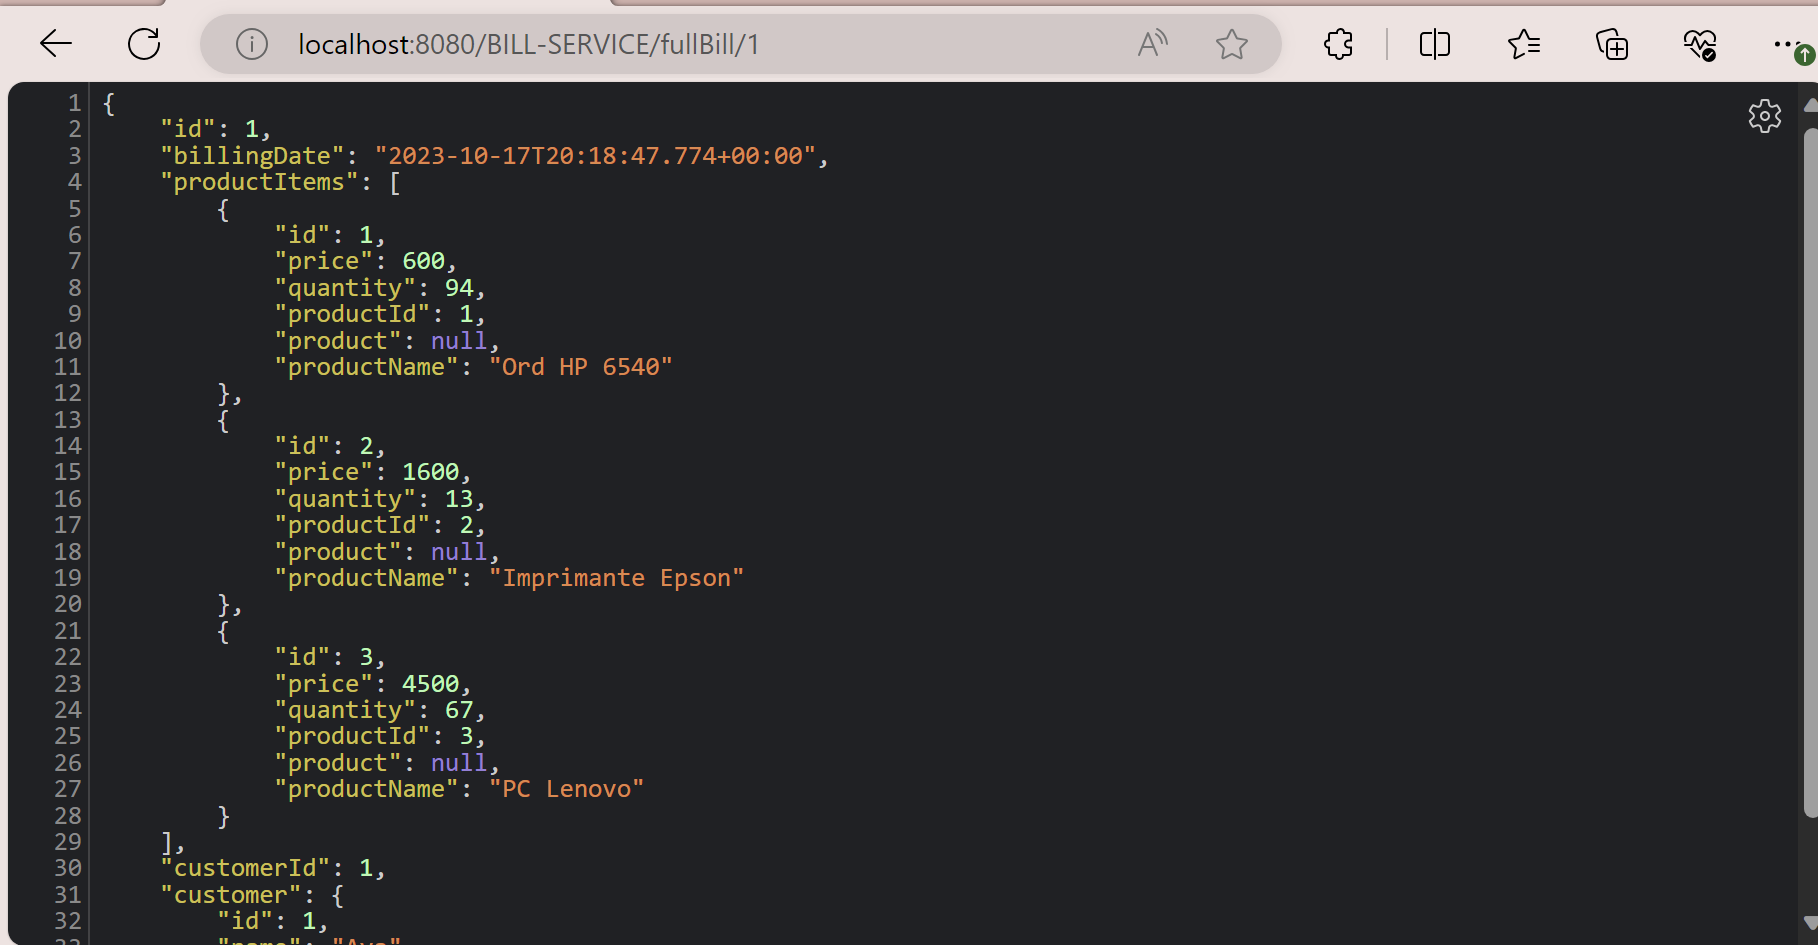 localhost:8080/BILL-SERVICE/fullBill/1
1 {
2 "id": 1,
3 "billingDate": "2023-10-17T20:18:47.774+00:00",
4 "productItems": [
5 {
6 "id": 1,
7 "price": 600,
8 "quantity": 94,
9 "productId": 1,
10 "product": null,
11 "productName": "Ord HP 6540"
12 },
13 {
14 "id": 2,
15 "price": 1600,
16 "quantity": 13,
17 "productId": 2,
18 "product": null,
19 "productName": "Imprimante Epson"
20 },
21 {
22 "id": 3,
23 "price": 4500,
24 "quantity": 67,
25 "productId": 3,
26 "product": null,
27 "productName": "PC Lenovo"
28 }
29 ],
30 "customerId": 1,
31 "customer": {
32 "id": 1,